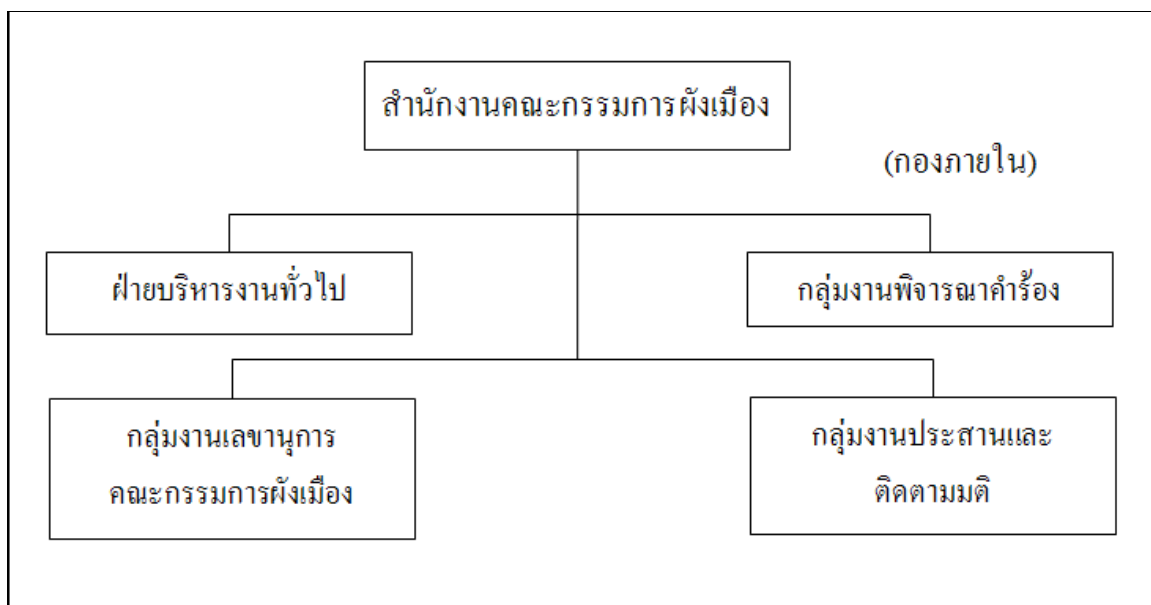 สำนักงานคณะกรรมการผังเมือง
(กองภายใน)
ฝ่ายบริหารงานทั่วไป
กลุ่มงานพิจารณาคำร้อง
กลุ่มงานเลขานุการ
คณะกรรมการผังเมือง
กลุ่มงานประสานและ
ติดตามมติ